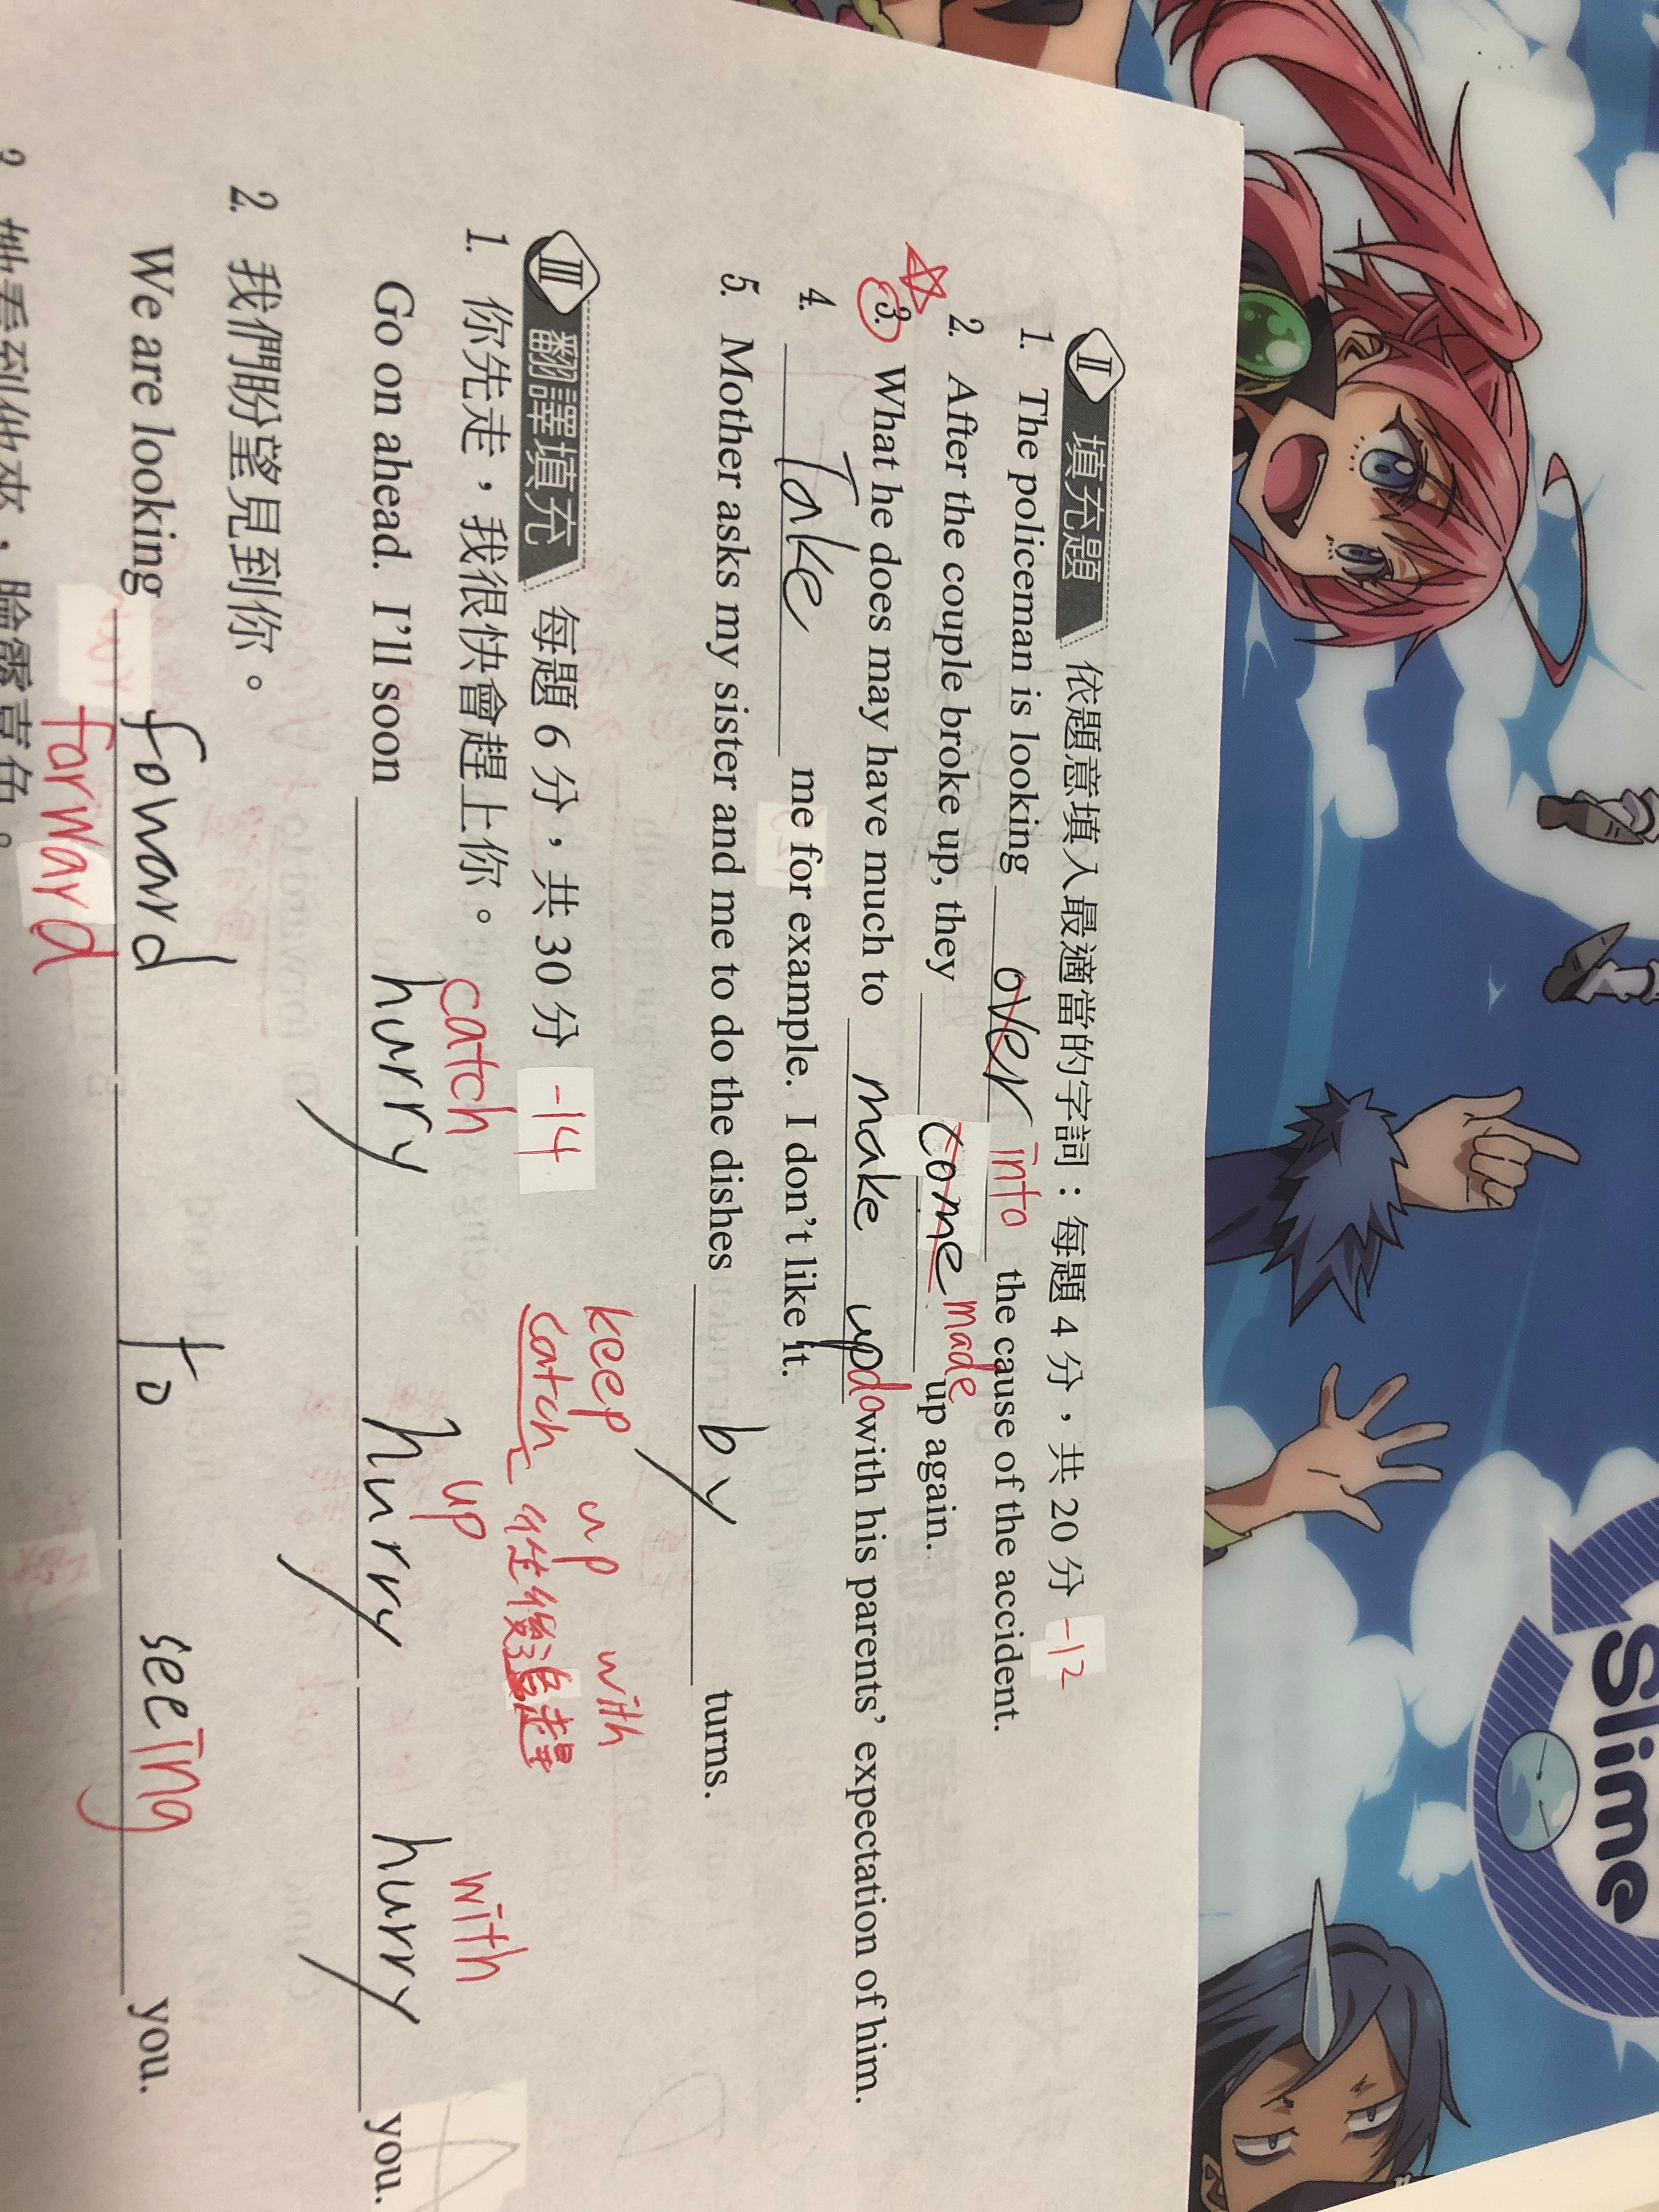 Slime
II 填充題 依題意填入最適當的字詞：每題 4 分，共 20 分 -12
1. The policeman is looking over into the cause of the accident.
2. After the couple broke up, they come made up again.
3. What he does may have much to make up do with his parents' expectation of him.
4. Take me for example. I don't like it.
5. Mother asks my sister and me to do the dishes by turns.
keep up with
III 翻譯填充 每題 6 分，共 30 分 -14 catch
1. 你先走，我很快會趕上你。
catch up with
Go on ahead. I'll soon hurry hurry hurry you.
2. 我們盼望見到你。
We are looking foward to seeing you.
forward